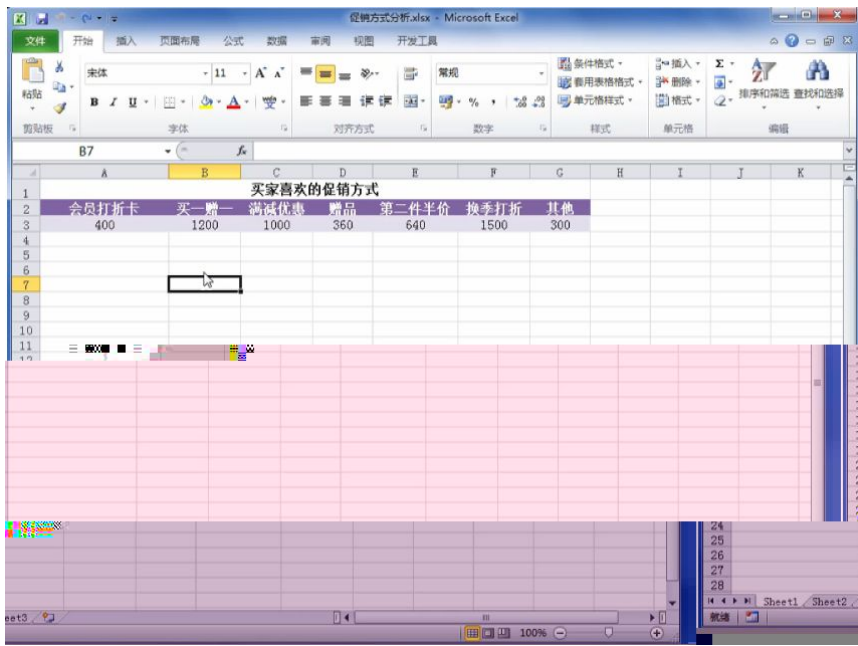 促销方式分析.xlsx - Microsoft Excel
文件 开始 插入 页面布局 公式 数据 审阅 视图 开发工具
宋体 11 常规 条件格式 插入
粘贴 套用表格格式 删除 排序和筛选 查找和选择
单元格样式 格式
剪贴板 字体 对齐方式 数字 样式 单元格 编辑
B7 fx
A B C D E F G H I J K
1 买家喜欢的促销方式
2 会员打折卡 买一赠一 满减优惠 赠品 第二件半价 换季打折 其他
3 400 1200 1000 360 640 1500 300
4
5
6
7
8
9
10
11
12
24
25
26
27
28
eet3 Sheet1 Sheet2
100% 就绪